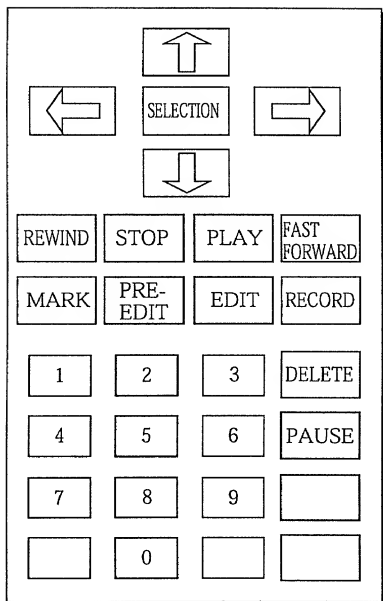 SELECTION
REWIND STOP PLAY FAST FORWARD
MARK PRE-EDIT EDIT RECORD
1 2 3 DELETE
4 5 6 PAUSE
7 8 9
0